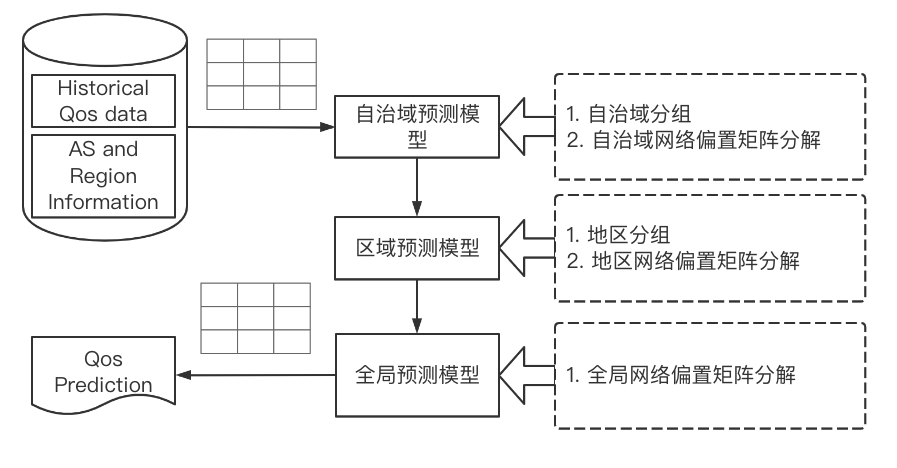 Historical
Qos data
AS and
Region
Information
自治域预测模
型
1. 自治域分组
2. 自治域网络偏置矩阵分解
区域预测模型
1. 地区分组
2. 地区网络偏置矩阵分解
Qos
Prediction
全局预测模型
1. 全局网络偏置矩阵分解